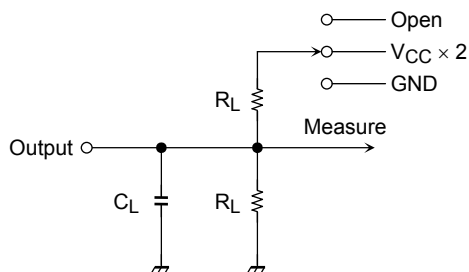 Open
V_CC × 2
GND
R_L
Measure
Output
C_L
R_L